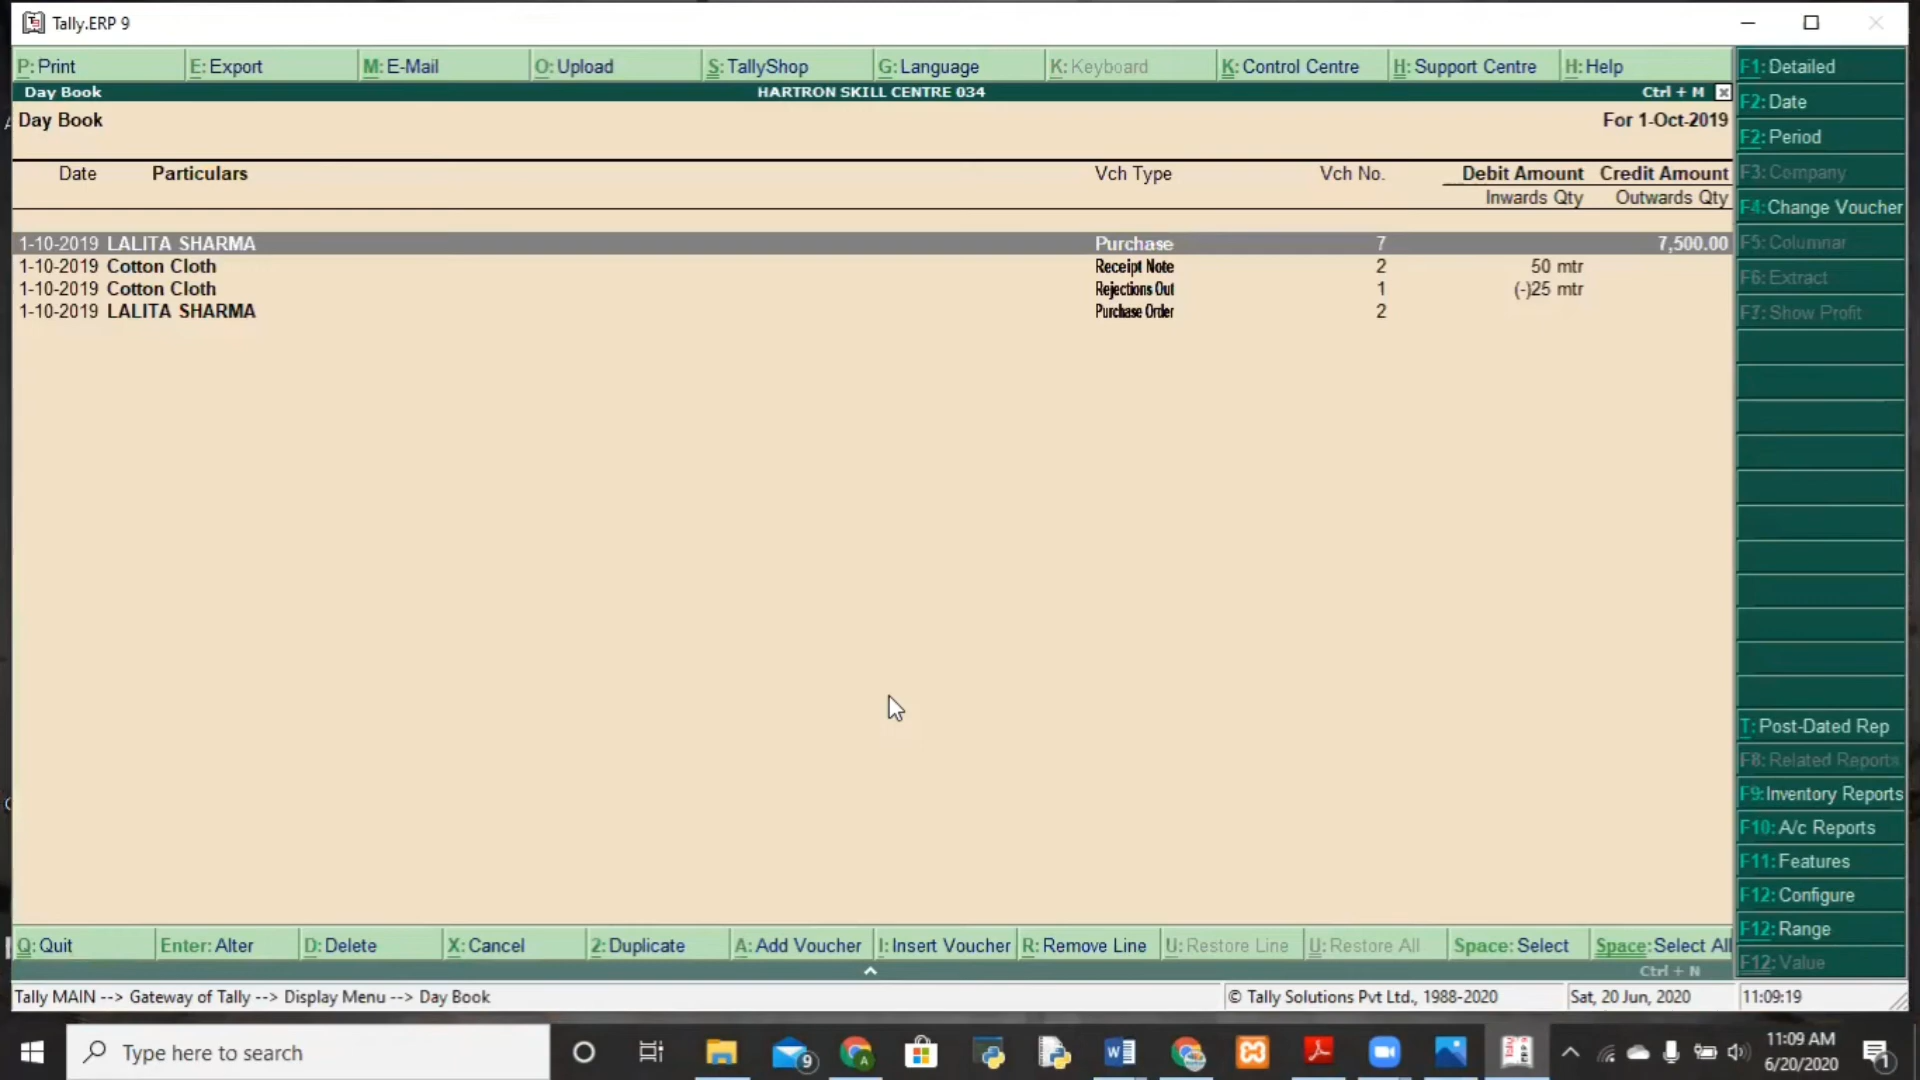 Tally.ERP 9
P: Print E: Export M: E-Mail O: Upload S: TallyShop G: Language K: Keyboard K: Control Centre H: Support Centre H: Help
Day Book HARTRON SKILL CENTRE 034 Ctrl + M
Day Book For 1-Oct-2019
Date Particulars Vch Type Vch No. Debit Amount Credit Amount
Inwards Qty Outwards Qty
1-10-2019 LALITA SHARMA Purchase 7 7,500.00
1-10-2019 Cotton Cloth Receipt Note 2 50 mtr
1-10-2019 Cotton Cloth Rejections Out 1 (-)25 mtr
1-10-2019 LALITA SHARMA Purchase Order 2
F1: Detailed
F2: Date
F2: Period
F3: Company
F4: Change Voucher
F5: Columnar
F6: Extract
F7: Show Profit
T: Post-Dated Rep
F8: Related Reports
F9: Inventory Reports
F10: A/c Reports
F11: Features
F12: Configure
F12: Range
F12: Value
Q: Quit Enter: Alter D: Delete X: Cancel 2: Duplicate A: Add Voucher I: Insert Voucher R: Remove Line U: Restore Line U: Restore All Space: Select Space: Select All
Ctrl + N
Tally MAIN --> Gateway of Tally --> Display Menu --> Day Book © Tally Solutions Pvt Ltd., 1988-2020 Sat, 20 Jun, 2020 11:09:19
Type here to search 9 11:09 AM
6/20/2020 1